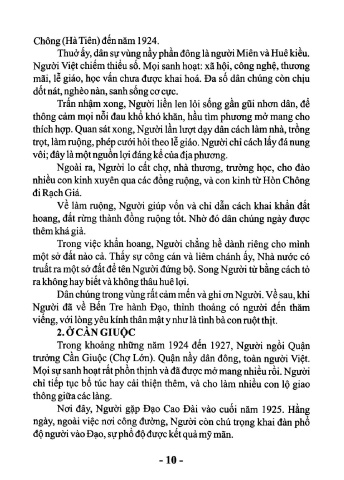 Chông (Hà Tiên) đến năm 1924.
Thuở ấy, dân sự vùng nầy phần đông là người Miên và Huê kiều.
Người Việt chiếm thiểu số. Mọi sanh hoạt: xã hội, công nghệ, thương
mãi, lễ giáo, học vấn chưa được khai hoá. Đa số dân chúng còn chịu
dốt nát, nghèo nàn, sanh sống cơ cực.
Trấn nhậm xong, Người liền len lỏi sống gần gũi nhơn dân, để
thông cảm mọi nỗi đau khổ khó khăn, hầu tìm phương mở mang cho
thích hợp. Quan sát xong, Người lần lượt dạy dân cách làm nhà, trồng
trọt, làm ruộng, phép cưới hỏi theo lễ giáo. Người chỉ cách lấy đá nung
vôi; đây là một nguồn lợi đáng kể của địa phương.
Ngoài ra, Người lo cất chợ, nhà thương, trường học, cho đào
nhiều con kinh xuyên qua các đồng ruộng, và con kinh từ Hòn Chông
đi Rạch Giá.
Về làm ruộng, Người giúp vốn và chỉ dẫn cách khai khẩn đất
hoang, đất rừng thành đồng ruộng tốt. Nhờ đó dân chúng ngày được
thêm khá giả.
Trong việc khẩn hoang, Người chẳng hề dành riêng cho mình
một sở đất nào cả. Thấy sự công cán và liêm chánh ấy, Nhà nước có
truất ra một sở đất để tên Người đứng bộ. Song Người từ bằng cách tỏ
ra không hay biết và không thâu huê lợi.
Dân chúng trong vùng rất cảm mến và ghi ơn Người. Về sau, khi
Người đã về Bến Tre hành Đạo, thỉnh thoảng có người đến thăm
viếng, với lòng yêu kính thân mật y như là tình bà con ruột thịt.
2. Ở CẦN GIUỘC
Trong khoảng những năm 1924 đến 1927, Người ngồi Quận
trưởng Cần Giuộc (Chợ Lớn). Quận nầy dân đông, toàn người Việt.
Mọi sự sanh hoạt rất phồn thịnh và đã được mở mang nhiều rồi. Người
chỉ tiếp tục bổ túc hay cải thiện thêm, và cho làm nhiều con lộ giao
thông giữa các làng.
Nơi đây, Người gặp Đạo Cao Đài vào cuối năm 1925. Hằng
ngày, ngoài việc nơi công đường, Người còn chú trọng khai đàn phổ
độ người vào Đạo, sự phổ độ được kết quả mỹ mãn.
- 10 -